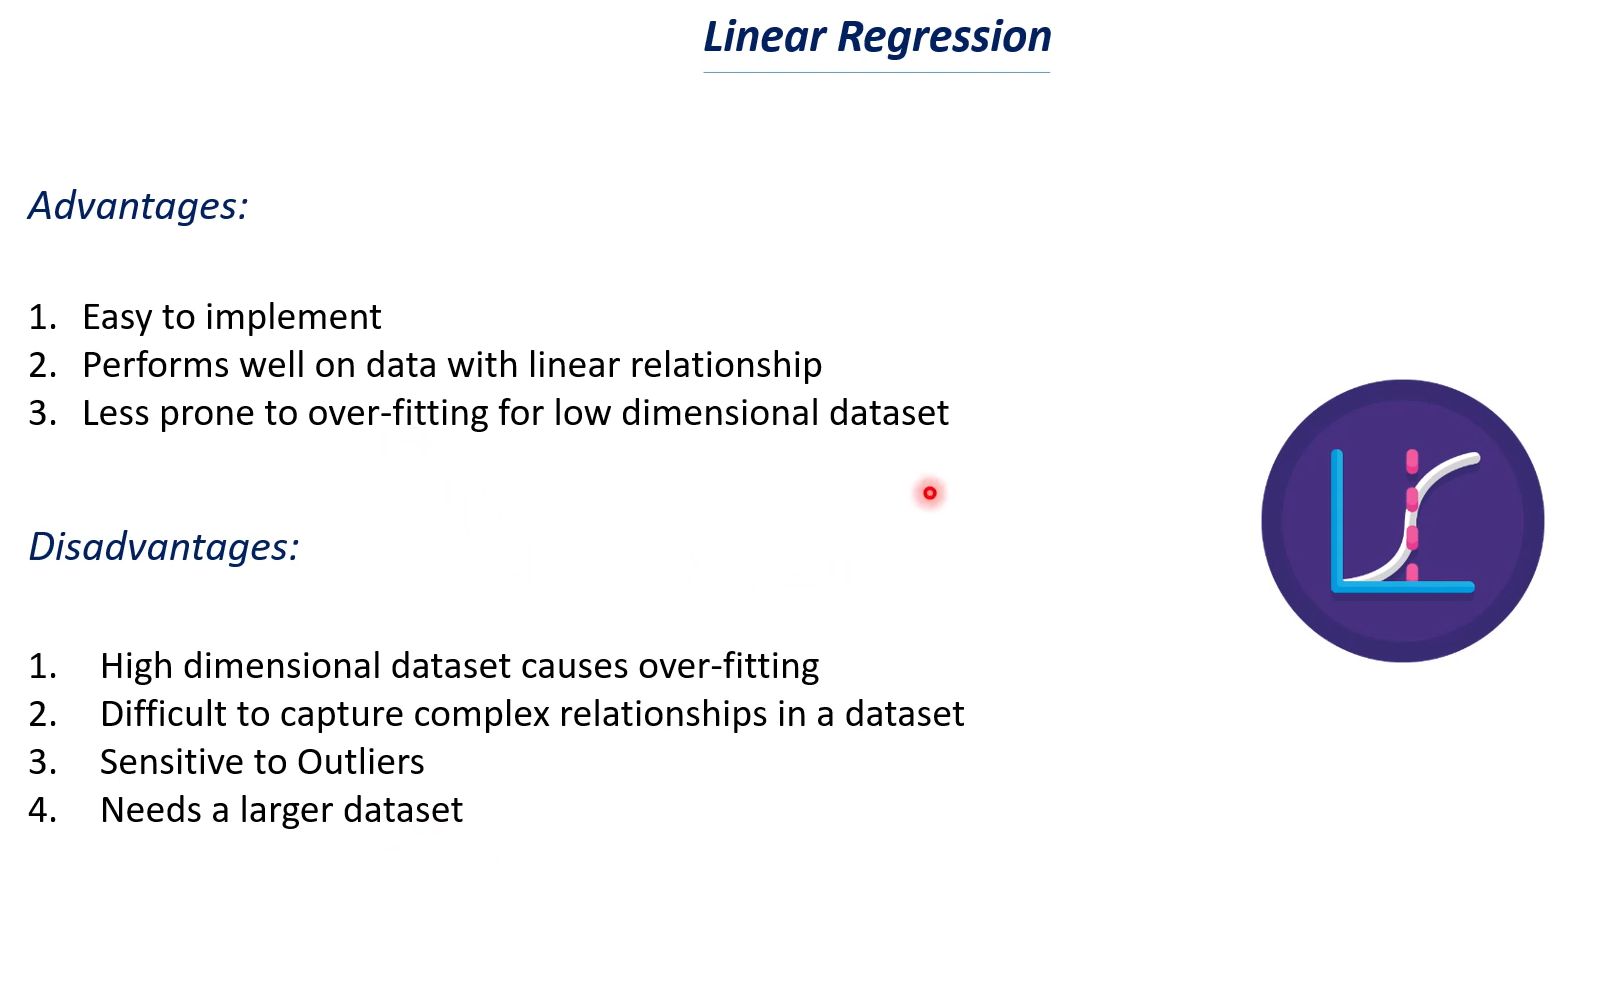 Linear Regression
Advantages:
1. Easy to implement
2. Performs well on data with linear relationship
3. Less prone to over-fitting for low dimensional dataset
Disadvantages:
1. High dimensional dataset causes over-fitting
2. Difficult to capture complex relationships in a dataset
3. Sensitive to Outliers
4. Needs a larger dataset